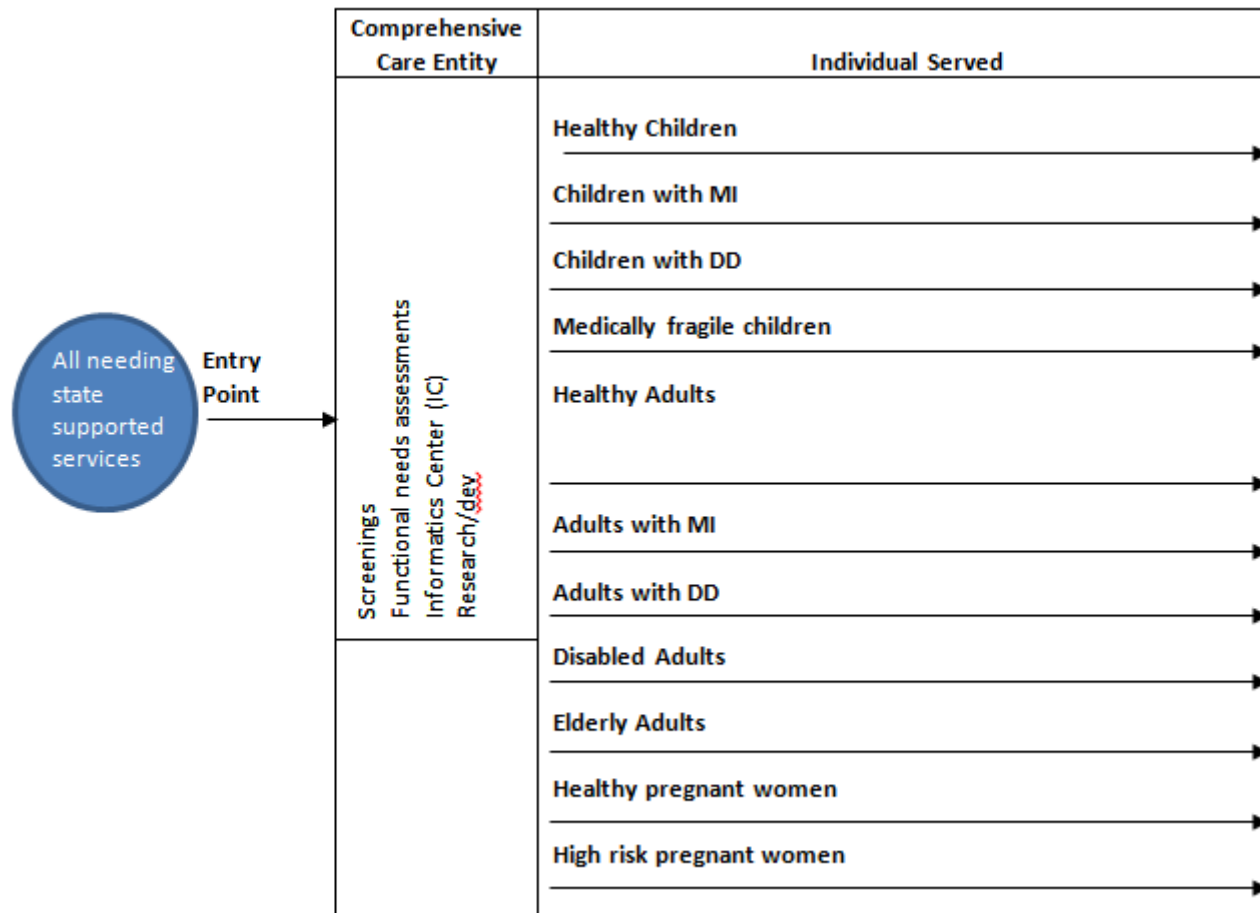 Comprehensive
Care Entity
Individual Served
All needing
state
supported
services
Entry
Point
Screenings
Functional needs assessments
Informatics Center (IC)
Research/dev
Healthy Children
Children with MI
Children with DD
Medically fragile children
Healthy Adults
Adults with MI
Adults with DD
Disabled Adults
Elderly Adults
Healthy pregnant women
High risk pregnant women